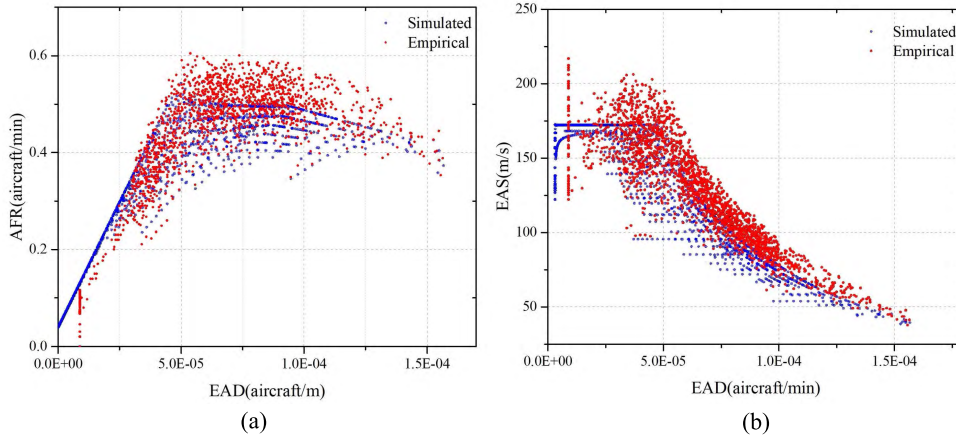 Simulated
Empirical
0.6
0.4
0.2
0.0
AFR(aircraft/min)
0.0E+00
5.0E-05
1.0E-04
1.5E-04
EAD(aircraft/m)
(a)
Simulated
Empirical
250
200
150
100
50
EAS(m/s)
0.0E+00
5.0E-05
1.0E-04
1.5E-04
EAD(aircraft/min)
(b)